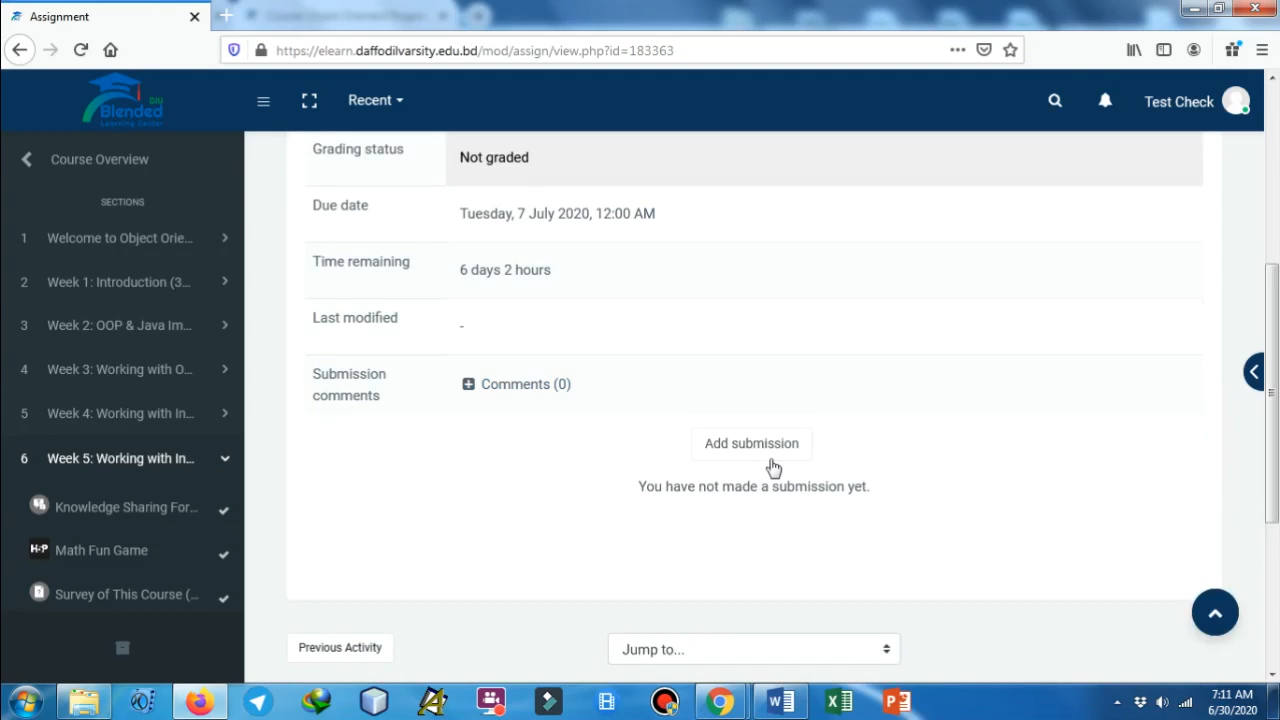 Assignment
https://elearn.daffodilvarsity.edu.bd/mod/assign/view.php?id=183363
DIU
Blended
Learning Center
Recent
Test Check
Course Overview
SECTIONS
1 Welcome to Object Orie...
2 Week 1: Introduction (3...
3 Week 2: OOP & Java Im...
4 Week 3: Working with O...
5 Week 4: Working with In...
6 Week 5: Working with In...
Knowledge Sharing For...
H-P Math Fun Game
Survey of This Course (...
Grading status Not graded
Due date Tuesday, 7 July 2020, 12:00 AM
Time remaining 6 days 2 hours
Last modified -
Submission comments Comments (0)
Add submission
You have not made a submission yet.
Previous Activity
Jump to...
7:11 AM
6/30/2020